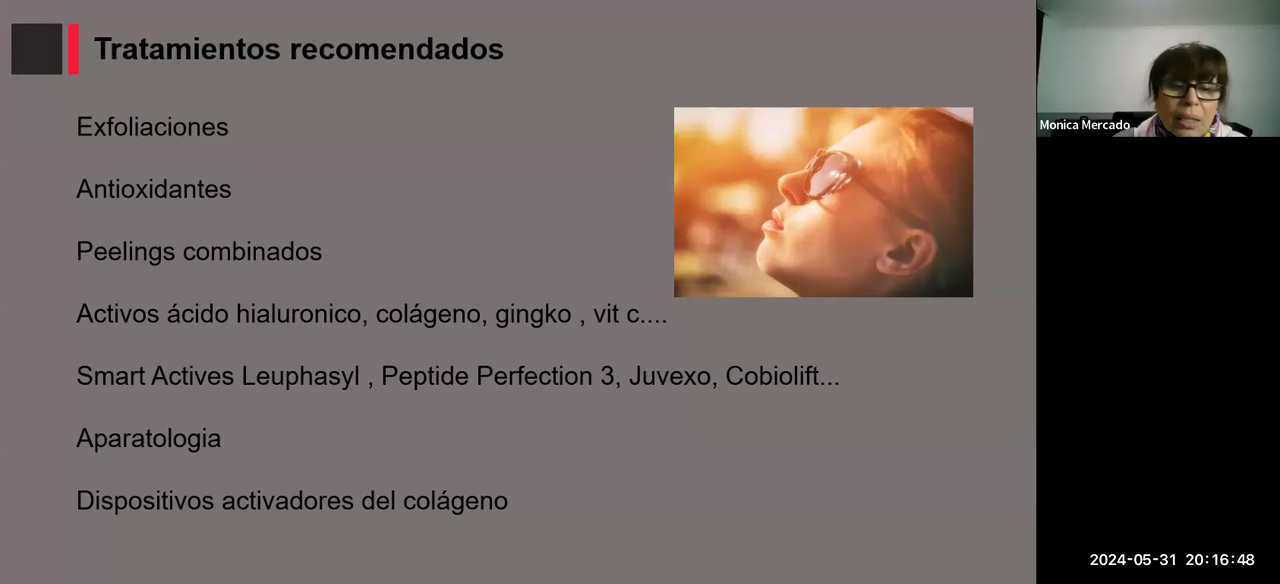 Tratamientos recomendados
Exfoliaciones
Antioxidantes
Peelings combinados
Activos ácido hialuronico, colágeno, gingko , vit c....
Smart Actives Leuphasyl , Peptide Perfection 3, Juvexo, Cobiolift...
Aparatologia
Dispositivos activadores del colágeno
Monica Mercado
2024-05-31 20:16:48